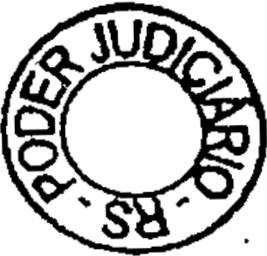 PODER JUDICIÁRIO - RS -